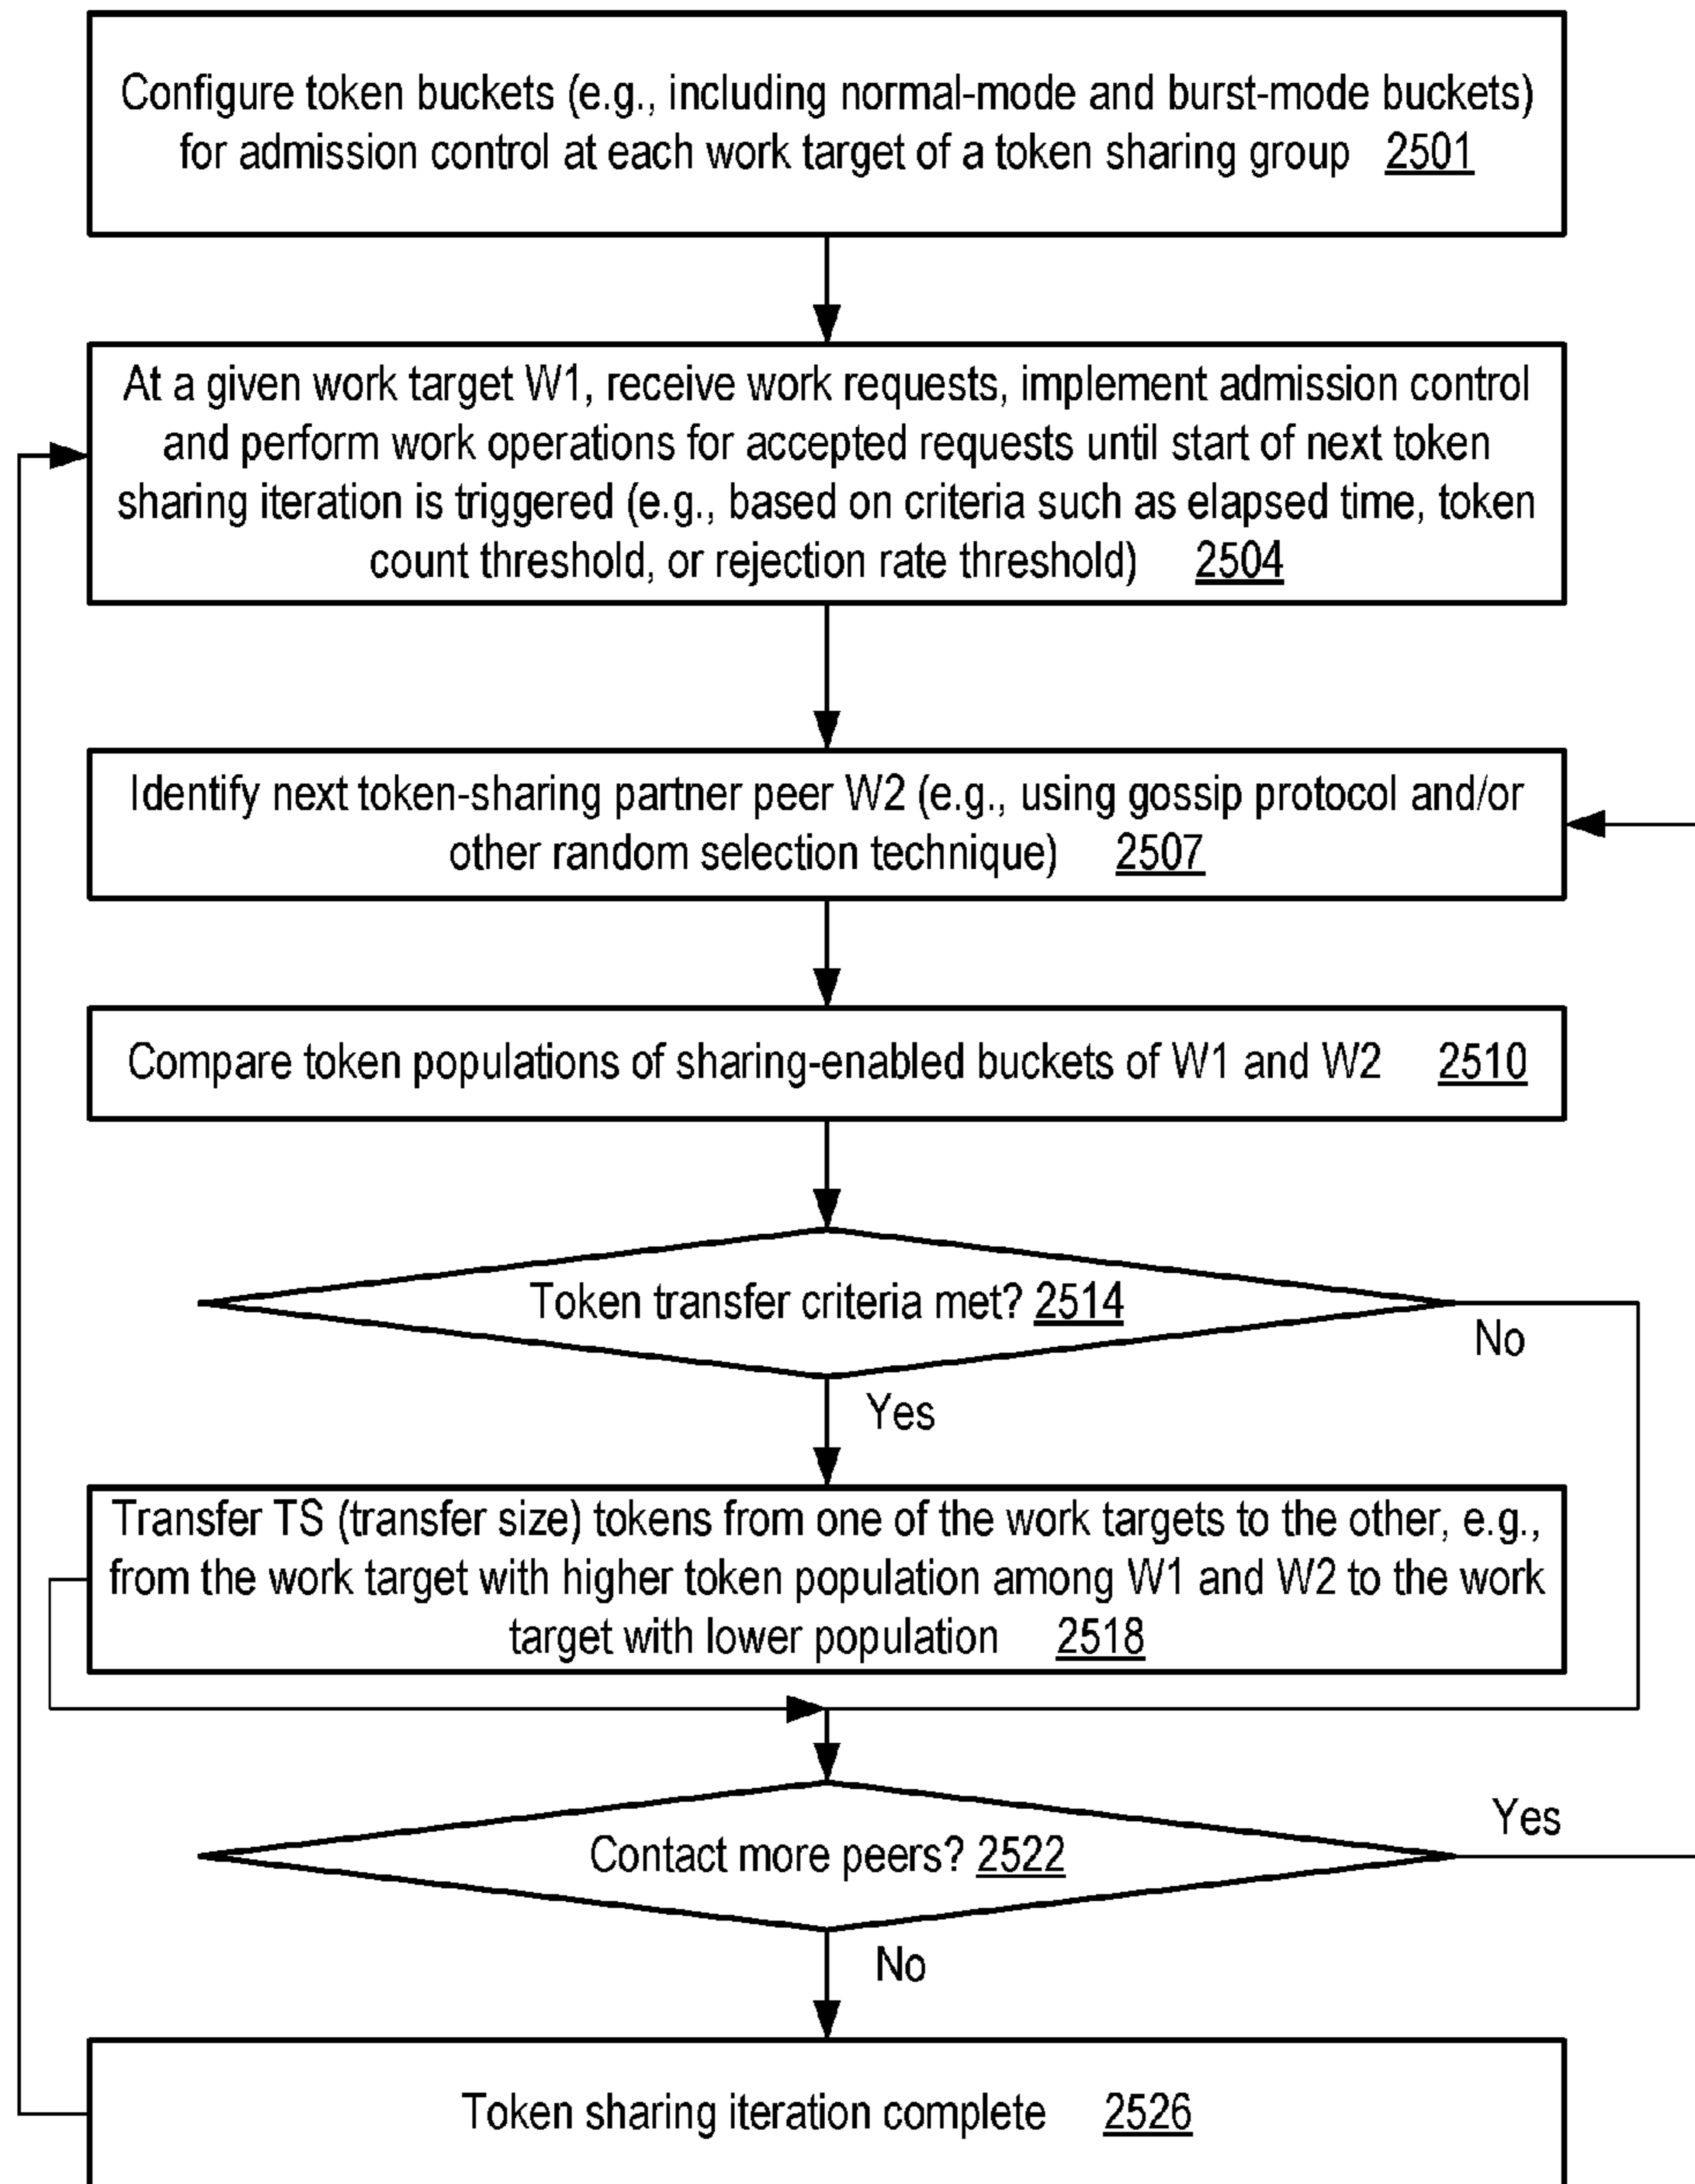 Configure token buckets (e.g., including normal-mode and burst-mode buckets)
for admission control at each work target of a token sharing group 2501
At a given work target W1, receive work requests, implement admission control
and perform work operations for accepted requests until start of next token
sharing iteration is triggered (e.g., based on criteria such as elapsed time, token
count threshold, or rejection rate threshold) 2504
Identify next token-sharing partner peer W2 (e.g., using gossip protocol and/or
other random selection technique) 2507
Compare token populations of sharing-enabled buckets of W1 and W2 2510
Token transfer criteria met? 2514
No
Yes
Transfer TS (transfer size) tokens from one of the work targets to the other, e.g.,
from the work target with higher token population among W1 and W2 to the work
target with lower population 2518
Yes
Contact more peers? 2522
No
Token sharing iteration complete 2526